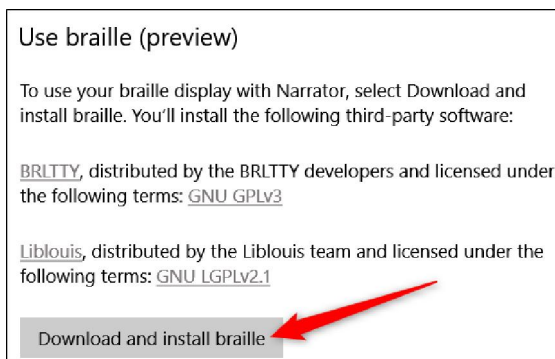 Use braille (preview)
To use your braille display with Narrator, select Download and
install braille. You'll install the following third-party software:
BRLTTY, distributed by the BRLTTY developers and licensed under
the following terms: GNU GPLv3
Liblouis, distributed by the Liblouis team and licensed under the
following terms: GNU LGPLv2.1
Download and install braille